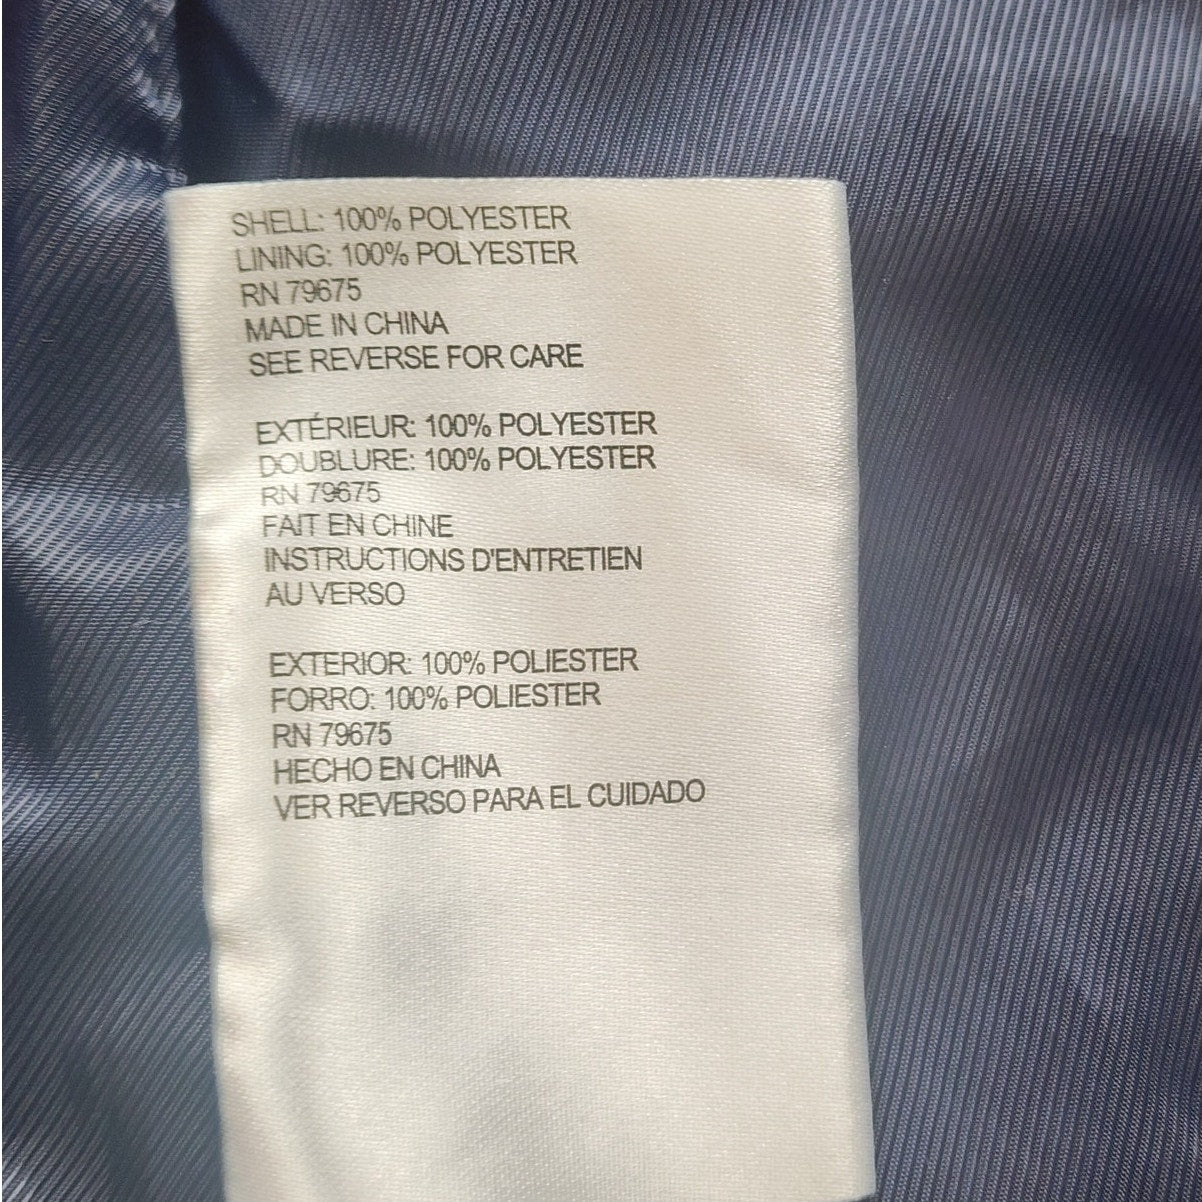 SHELL: 100% POLYESTER
LINING: 100% POLYESTER
RN 79675
MADE IN CHINA
SEE REVERSE FOR CARE
EXTÉRIEUR: 100% POLYESTER
DOUBLURE: 100% POLYESTER
RN 79675
FAIT EN CHINE
INSTRUCTIONS D'ENTRETIEN
AU VERSO
EXTERIOR: 100% POLIESTER
FORRO: 100% POLIESTER
RN 79675
HECHO EN CHINA
VER REVERSO PARA EL CUIDADO